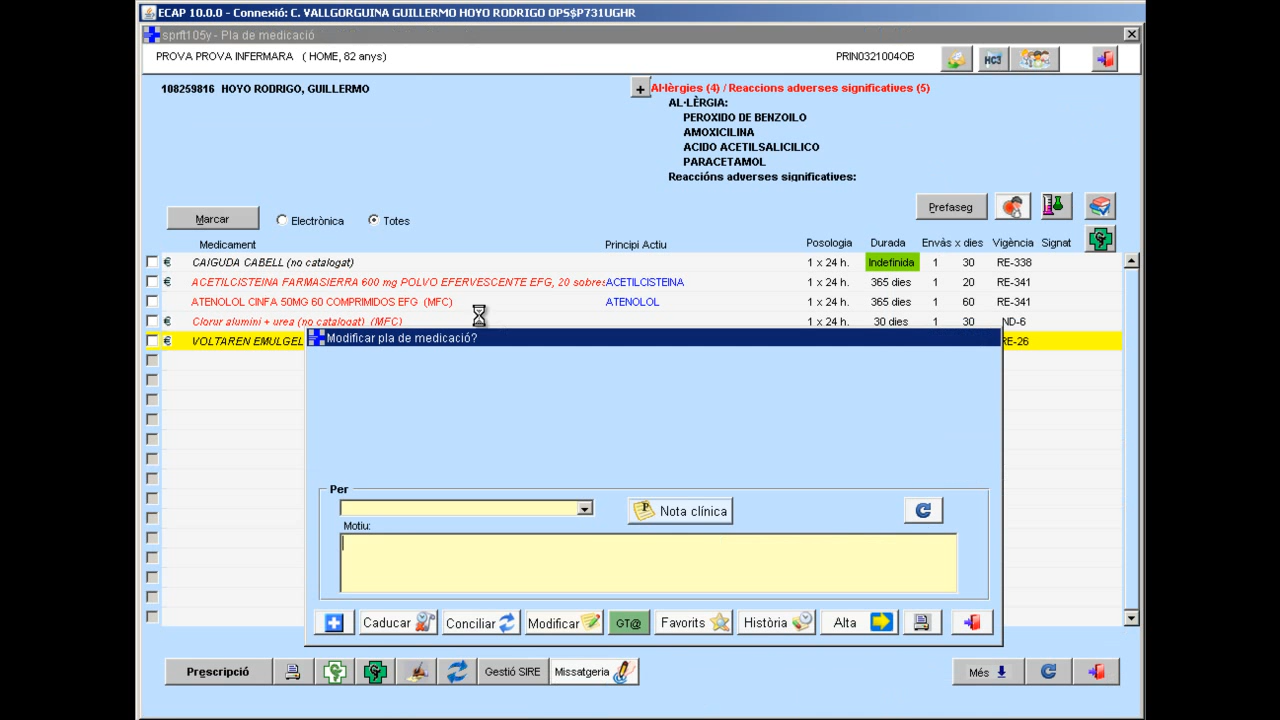 ECAP 10.0.0 - Connexió: C. VALLGORGUINA GUILLERMO HOYO RODRIGO OPS$P731UGHR
sprft105y - Pla de medicació
PROVA PROVA INFERMARA ( HOME, 82 anys) PRIN0321004OB HC3
108259816 HOYO RODRIGO, GUILLERMO
+ Al·lèrgies (4) / Reaccions adverses significatives (5)
AL·LÈRGIA:
PEROXIDO DE BENZOILO
AMOXICILINA
ACIDO ACETILSALICILICO
PARACETAMOL
Reaccións adverses significatives:
Marcar Electrònica Totes Prefaseg
Medicament Principi Actiu Posologia Durada Envàs x dies Vigència Signat
€ CAIGUDA CABELL (no catalogat) 1 x 24 h. Indefinida 1 30 RE-338
€ ACETILCISTEINA FARMASIERRA 600 mg POLVO EFERVESCENTE EFG, 20 sobres ACETILCISTEINA 1 x 24 h. 365 dies 1 20 RE-341
ATENOLOL CINFA 50MG 60 COMPRIMIDOS EFG (MFC) ATENOLOL 1 x 24 h. 365 dies 1 60 RE-341
€ Clorur alumini + urea (no catalogat) (MFC) 1 x 24 h. 30 dies 1 30 ND-6
€ VOLTAREN EMULGEL RE-26
Modificar pla de medicació?
Per
Nota clínica
Motiu:
Caducar Conciliar Modificar GT@ Favorits Història Alta
Prescripció Gestió SIRE Missatgeria Més